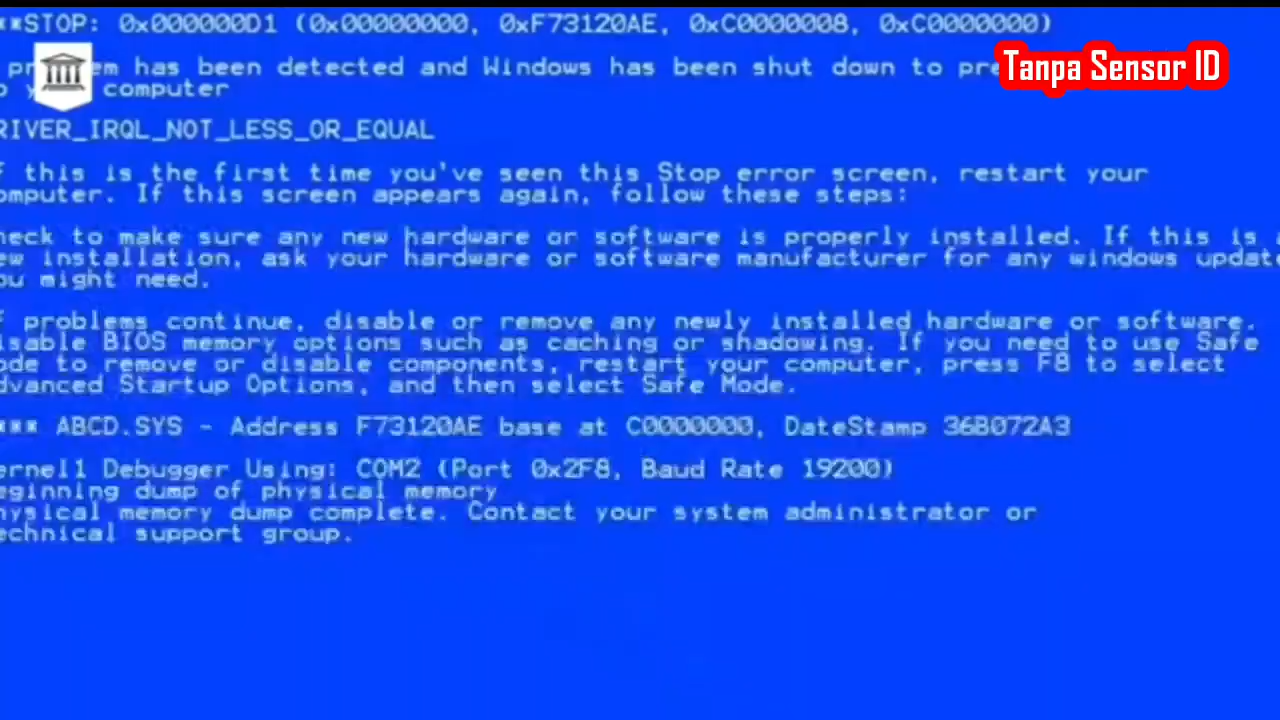 **STOP: 0x000000D1 (0x00000000, 0xF73120AE, 0xC0000008, 0xC0000000)
Tanpa Sensor ID
has been detected and Windows has been shut down to
computer
RIVER_IRQL_NOT_LESS_OR_EQUAL
f this is the first time you've seen this Stop error screen, restart your
omputer. If this screen appears again, follow these steps:
heck to make sure any new hardware or software is properly installed. If this is
ew installation, ask your hardware or software manufacturer for any windows update
ou might need.
f problems continue, disable or remove any newly installed hardware or software.
isable BIOS memory options such as caching or shadowing. If you need to use Safe
ode to remove or disable components, restart your computer, press F8 to select
dvanced Startup Options, and then select Safe Mode.
*** ABCD.SYS - Address F73120AE base at C0000000, DateStamp 36B072A3
ernel1 Debugger Using: COM2 (Port 0x2F8, Baud Rate 19200)
eginning dump of physical memory
hysical memory dump complete. Contact your system administrator or
echnical support group.